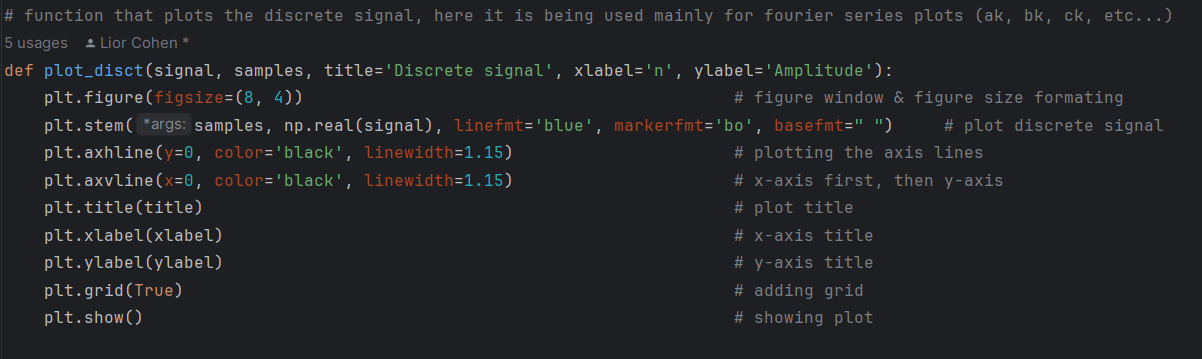 # function that plots the discrete signal, here it is being used mainly for fourier series plots (ak, bk, ck, etc...)
5 usages   Lior Cohen *
def plot_disct(signal, samples, title='Discrete signal', xlabel='n', ylabel='Amplitude'):
    plt.figure(figsize=(8, 4))                                           # figure window & figure size formating
    plt.stem( *args: samples, np.real(signal), linefmt='blue', markerfmt='bo', basefmt=" ")     # plot discrete signal
    plt.axhline(y=0, color='black', linewidth=1.15)                      # plotting the axis lines
    plt.axvline(x=0, color='black', linewidth=1.15)                      # x-axis first, then y-axis
    plt.title(title)                                                     # plot title
    plt.xlabel(xlabel)                                                   # x-axis title
    plt.ylabel(ylabel)                                                   # y-axis title
    plt.grid(True)                                                       # adding grid
    plt.show()                                                           # showing plot